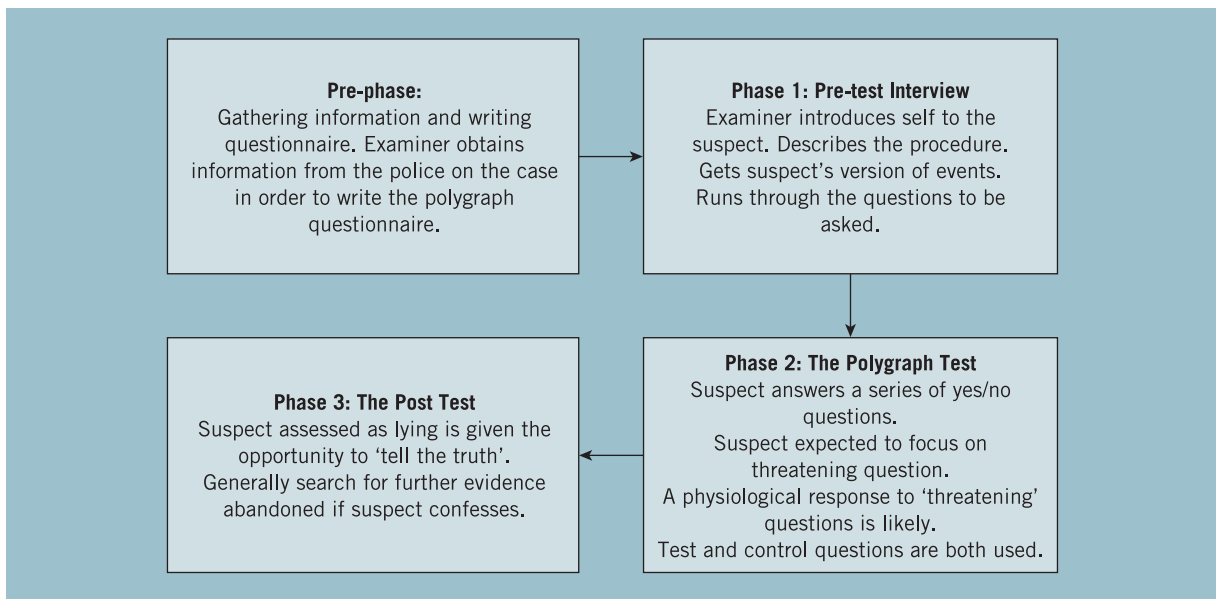 Pre-phase:
Gathering information and writing
questionnaire. Examiner obtains
information from the police on the case
in order to write the polygraph
questionnaire.
Phase 1: Pre-test Interview
Examiner introduces self to the
suspect. Describes the procedure.
Gets suspect’s version of events.
Runs through the questions to be
asked.
Phase 2: The Polygraph Test
Suspect answers a series of yes/no
questions.
Suspect expected to focus on
threatening question.
A physiological response to ‘threatening’
questions is likely.
Test and control questions are both used.
Phase 3: The Post Test
Suspect assessed as lying is given the
opportunity to ‘tell the truth’.
Generally search for further evidence
abandoned if suspect confesses.